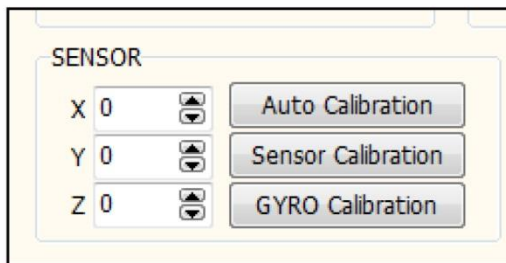 SENSOR
X 0 Auto Calibration
Y 0 Sensor Calibration
Z 0 GYRO Calibration